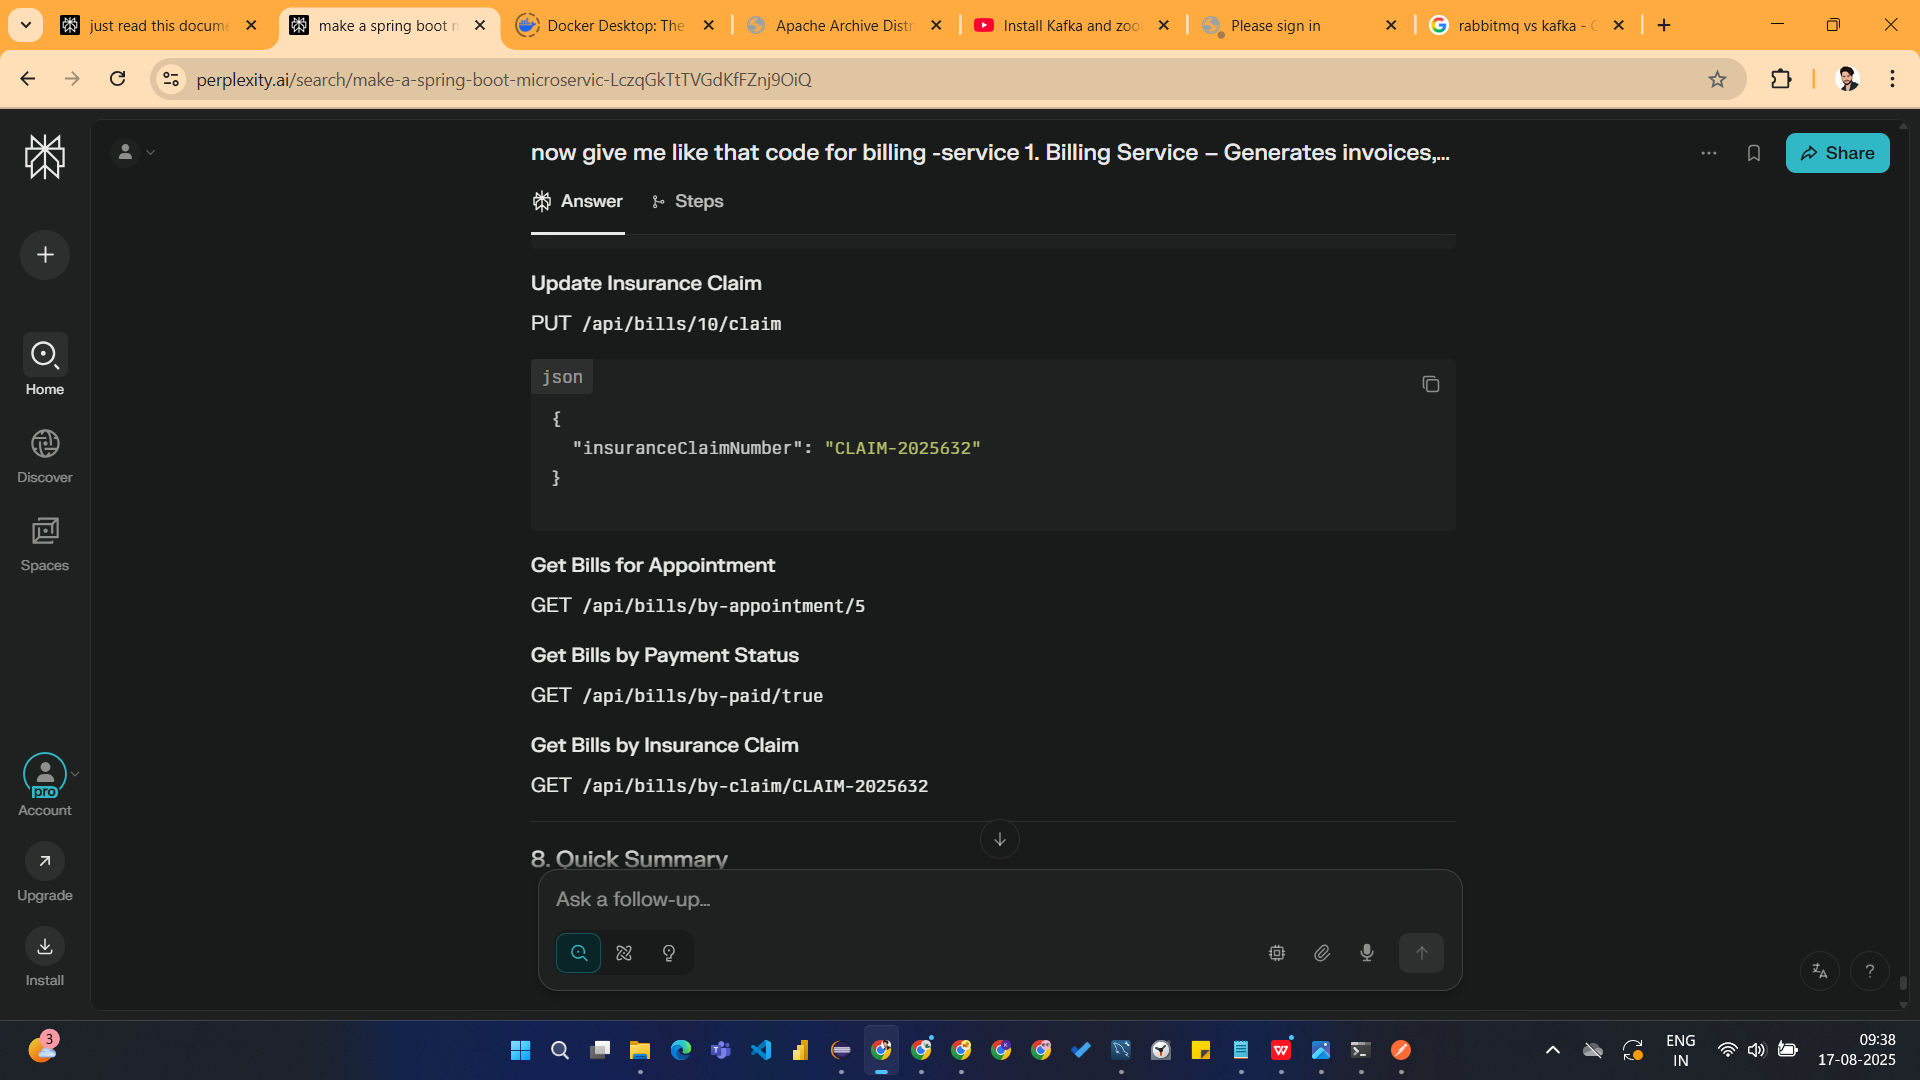 just read this docume
make a spring boot m
Docker Desktop: The
Apache Archive Distr
Install Kafka and zoo
Please sign in
rabbitmq vs kafka - G
perplexity.ai/search/make-a-spring-boot-microservic-LczqGkTtTVGdKfFZnj9OiQ
now give me like that code for billing -service 1. Billing Service – Generates invoices,...
Share
Answer
Steps
Update Insurance Claim
PUT /api/bills/10/claim
json
{
"insuranceClaimNumber": "CLAIM-2025632"
}
Get Bills for Appointment
GET /api/bills/by-appointment/5
Get Bills by Payment Status
GET /api/bills/by-paid/true
Get Bills by Insurance Claim
GET /api/bills/by-claim/CLAIM-2025632
8. Quick Summary
Ask a follow-up...
Home
Discover
Spaces
pro
Account
Upgrade
Install
3
ENG
IN
09:38
17-08-2025